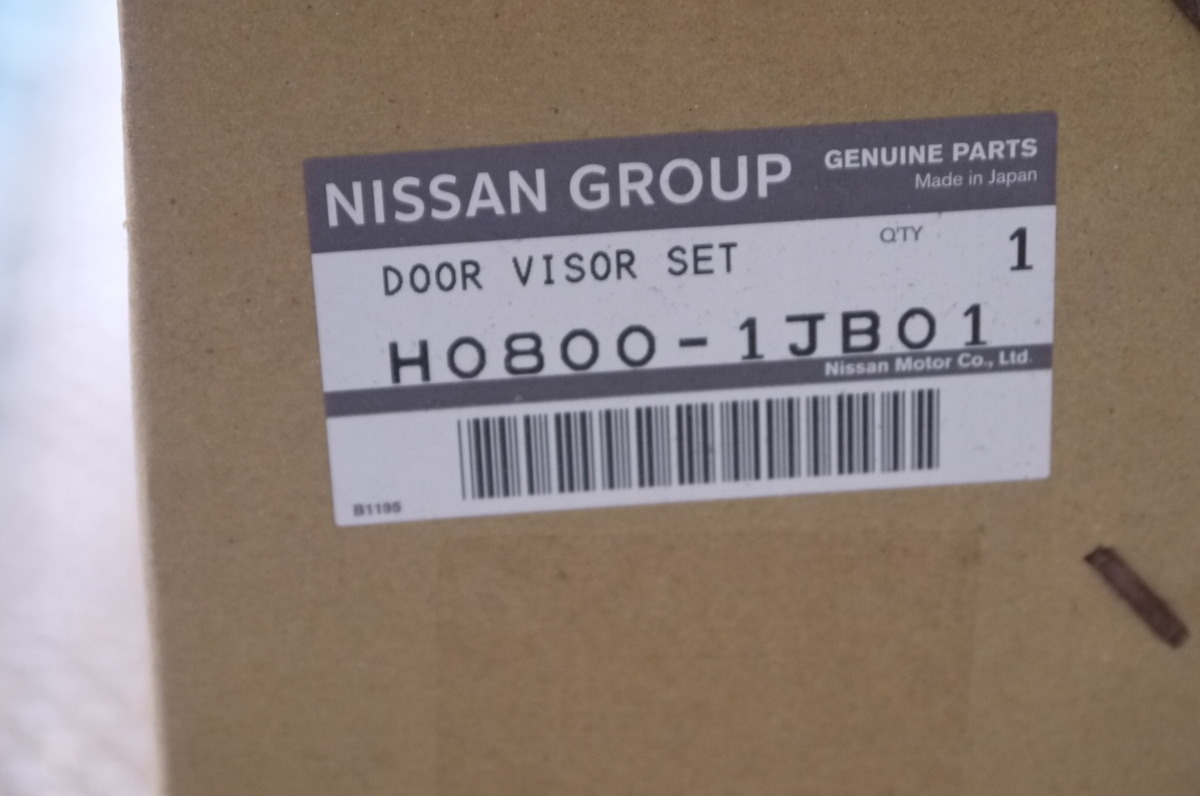 NISSAN GROUP
GENUINE PARTS
Made in Japan
DOOR VISOR SET
Q'TY
1
H0800-1JB01
Nissan Motor Co., Ltd.
B1195